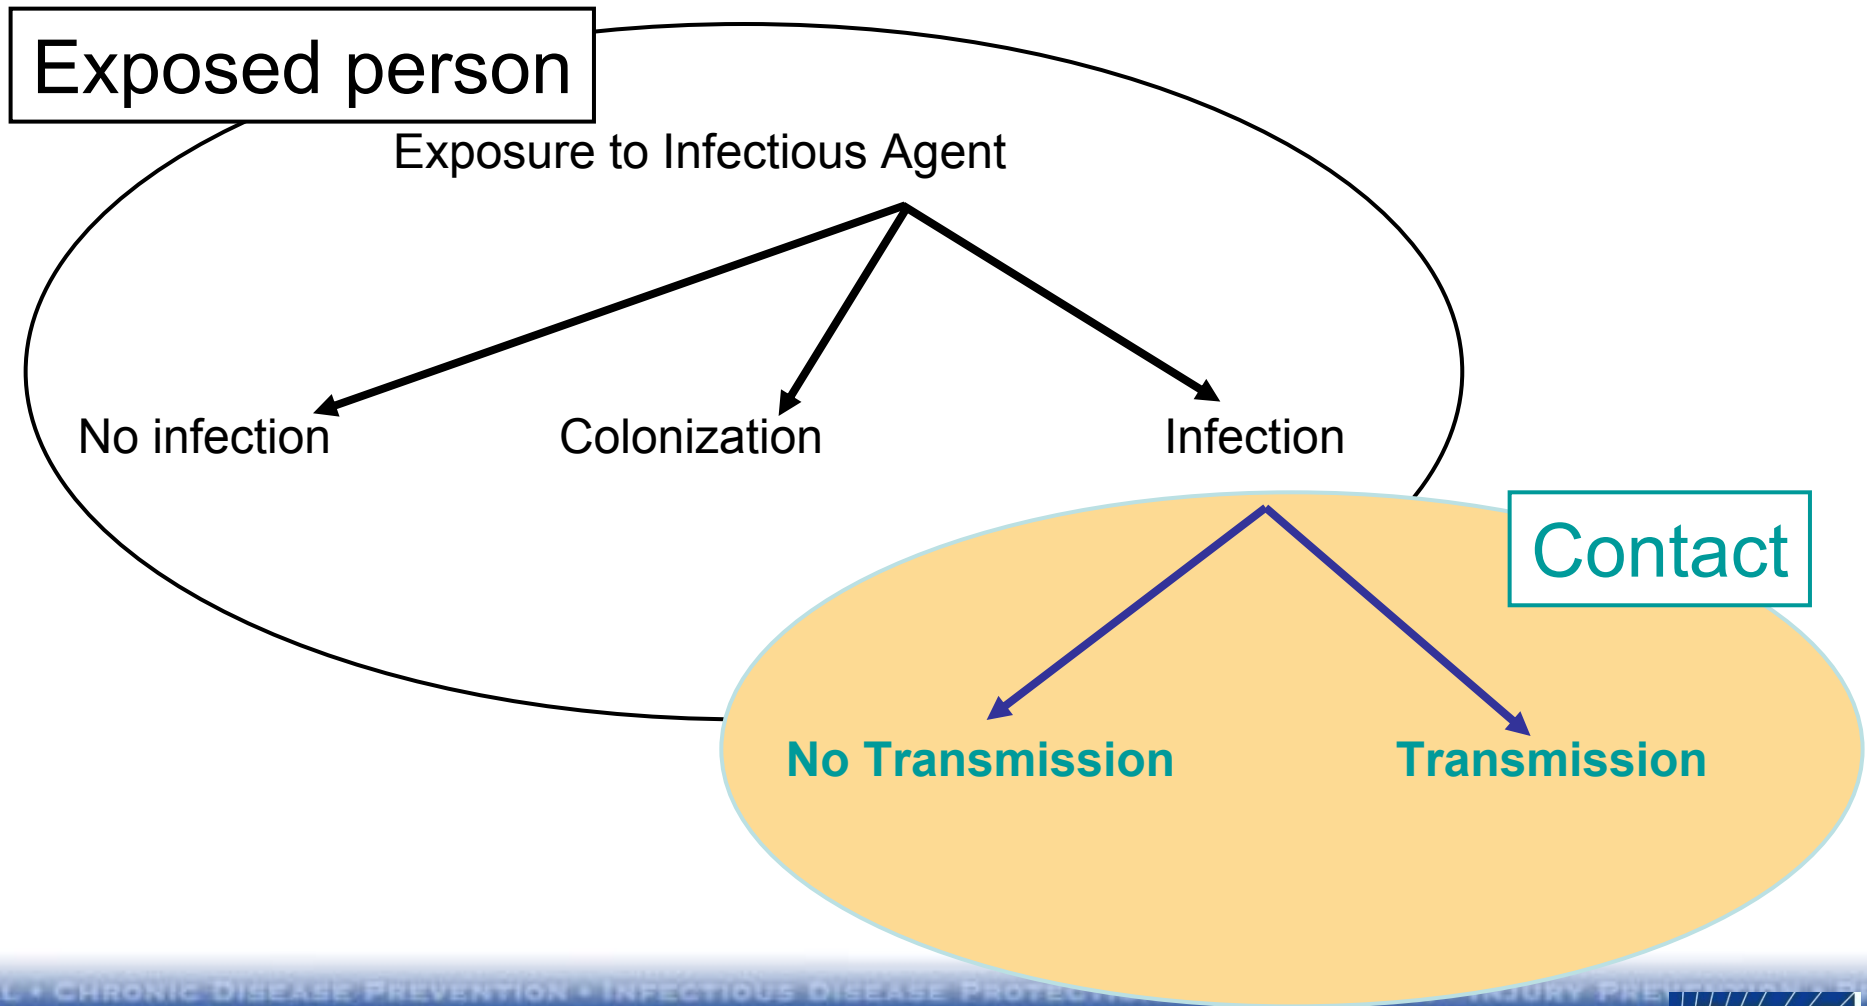 Exposed person
Exposure to Infectious Agent
No infection
Colonization
Infection
Contact
No Transmission
Transmission
• CHRONIC DISEASE PREVENTION • INFECTIOUS DISEASE